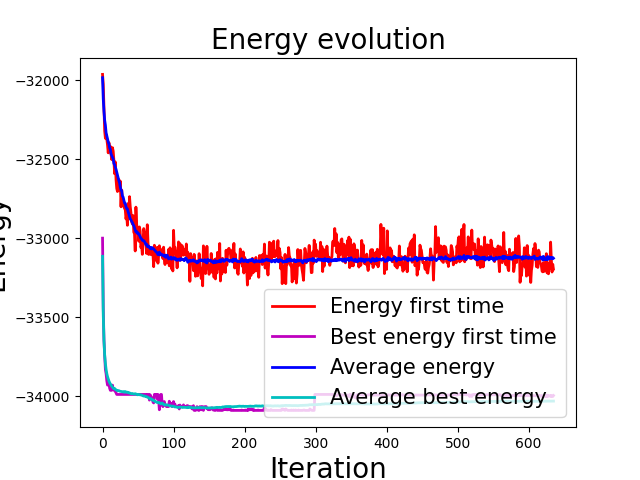 Energy evolution
Energy
−32000
−32500
−33000
−33500
−34000
0
100
200
300
400
500
600
Iteration
Energy first time
Best energy first time
Average energy
Average best energy